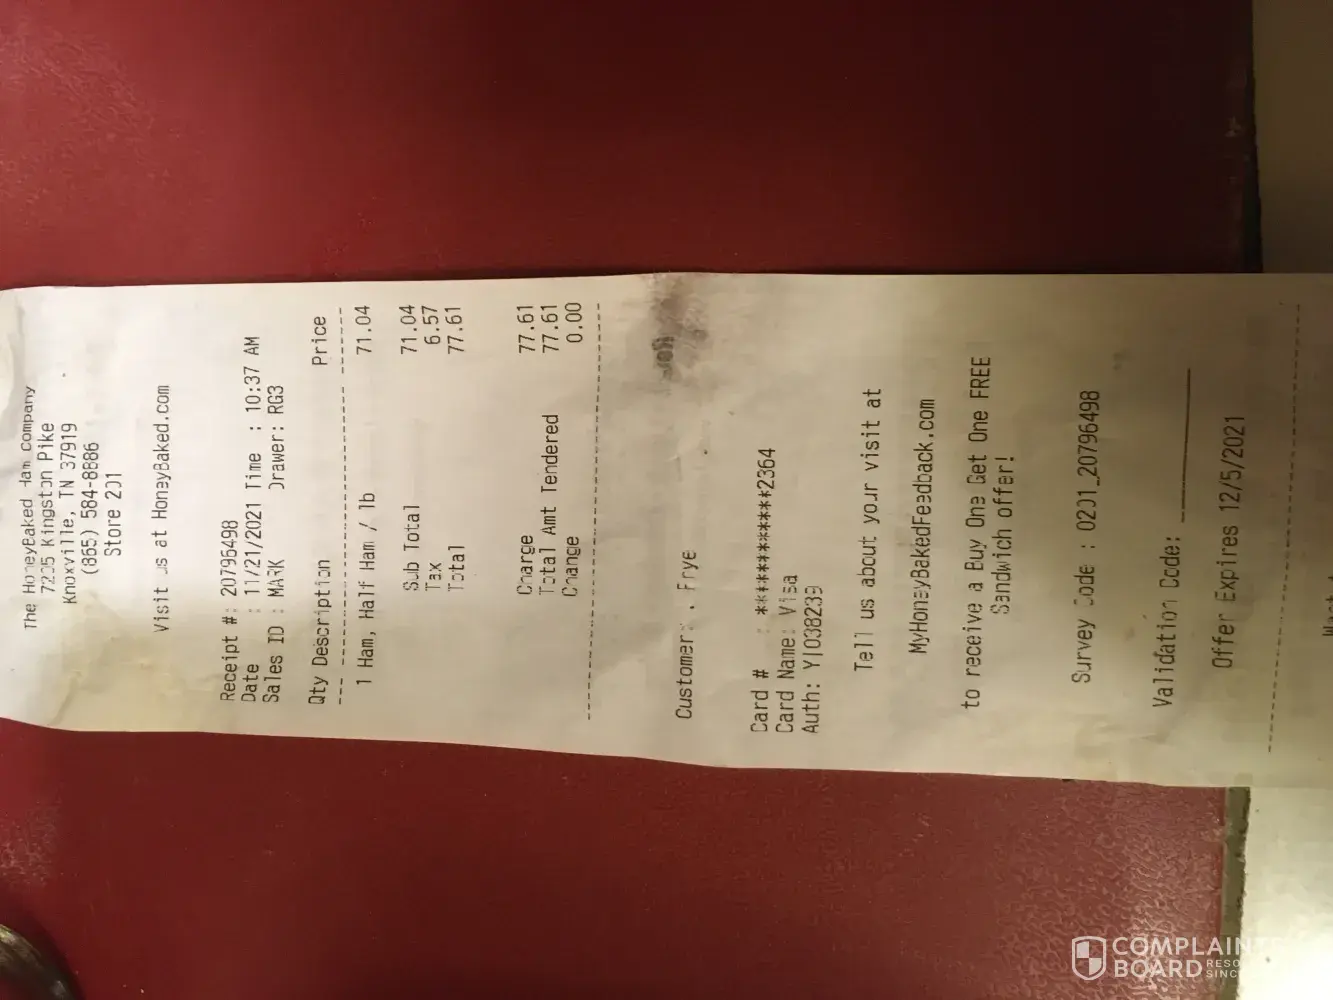 The HoneyBaked Ham Company
7205 Kingston Pike
Knoxville, TN 37919
(865) 584-8886
Store 201
Visit us at HoneyBaked.com
Receipt #: 20796498
Date : 11/21/2021 Time : 10:37 AM
Sales ID : MARK Drawer: RG3
Qty Description Price
1 Ham, Half Ham / lb 71.04
Sub Total 71.04
Tax 6.57
Total 77.61
Charge 77.61
Total Amt Tendered 77.61
Change 0.00
Customer: , Frye
Card # : ************2364
Card Name: Visa
Auth: Y|038239
Tell us about your visit at
MyHoneyBakedFeedback.com
to receive a Buy One Get One FREE
Sandwich offer!
Survey Code : 0201_20796498
Validation Code: ________
Offer Expires 12/5/2021
COMPLAINTS
BOARD